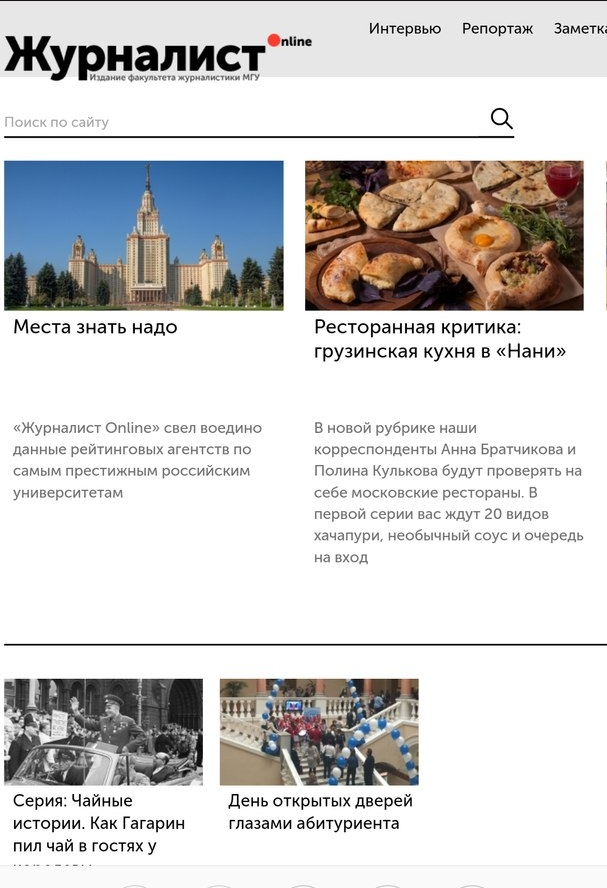 Интервью Репортаж Заметка
Журналист Online
Издание факультета журналистики МГУ
Поиск по сайту
Места знать надо
«Журналист Online» свел воедино
данные рейтинговых агентств по
самым престижным российским
университетам
Ресторанная критика:
грузинская кухня в «Нани»
В новой рубрике наши
корреспонденты Анна Братчикова и
Полина Кулькова будут проверять на
себе московские рестораны. В
первой серии вас ждут 20 видов
хачапури, необычный соус и очередь
на вход
Серия: Чайные
истории. Как Гагарин
пил чай в гостях у
День открытых дверей
глазами абитуриента